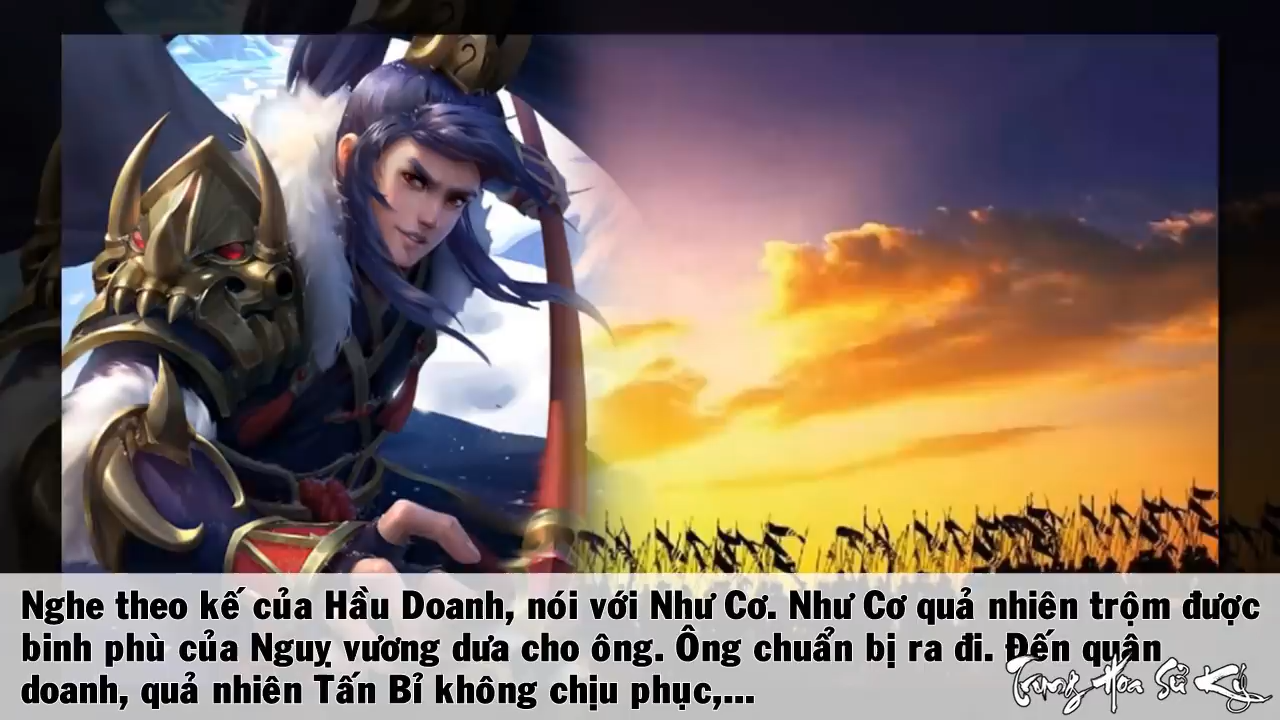 Nghe theo kế của Hầu Doanh, nói với Như Cơ. Như Cơ quả nhiên trộm được
binh phù của Nguỵ vương dưa cho ông. Ông chuẩn bị ra đi. Đến quân
doanh, quả nhiên Tấn Bỉ không chịu phục,...
Trung Hoa Sử Ký